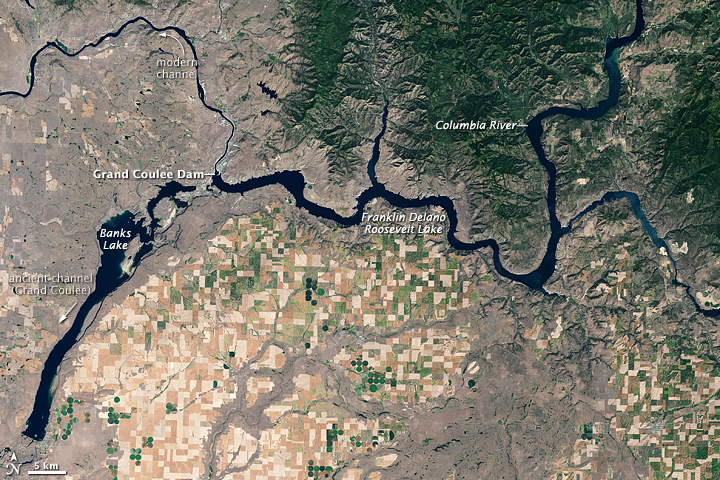 modern
channel
Columbia River
Grand Coulee Dam
Franklin Delano
Roosevelt Lake
Banks
Lake
ancient channel
(Grand Coulee)
N
5 km